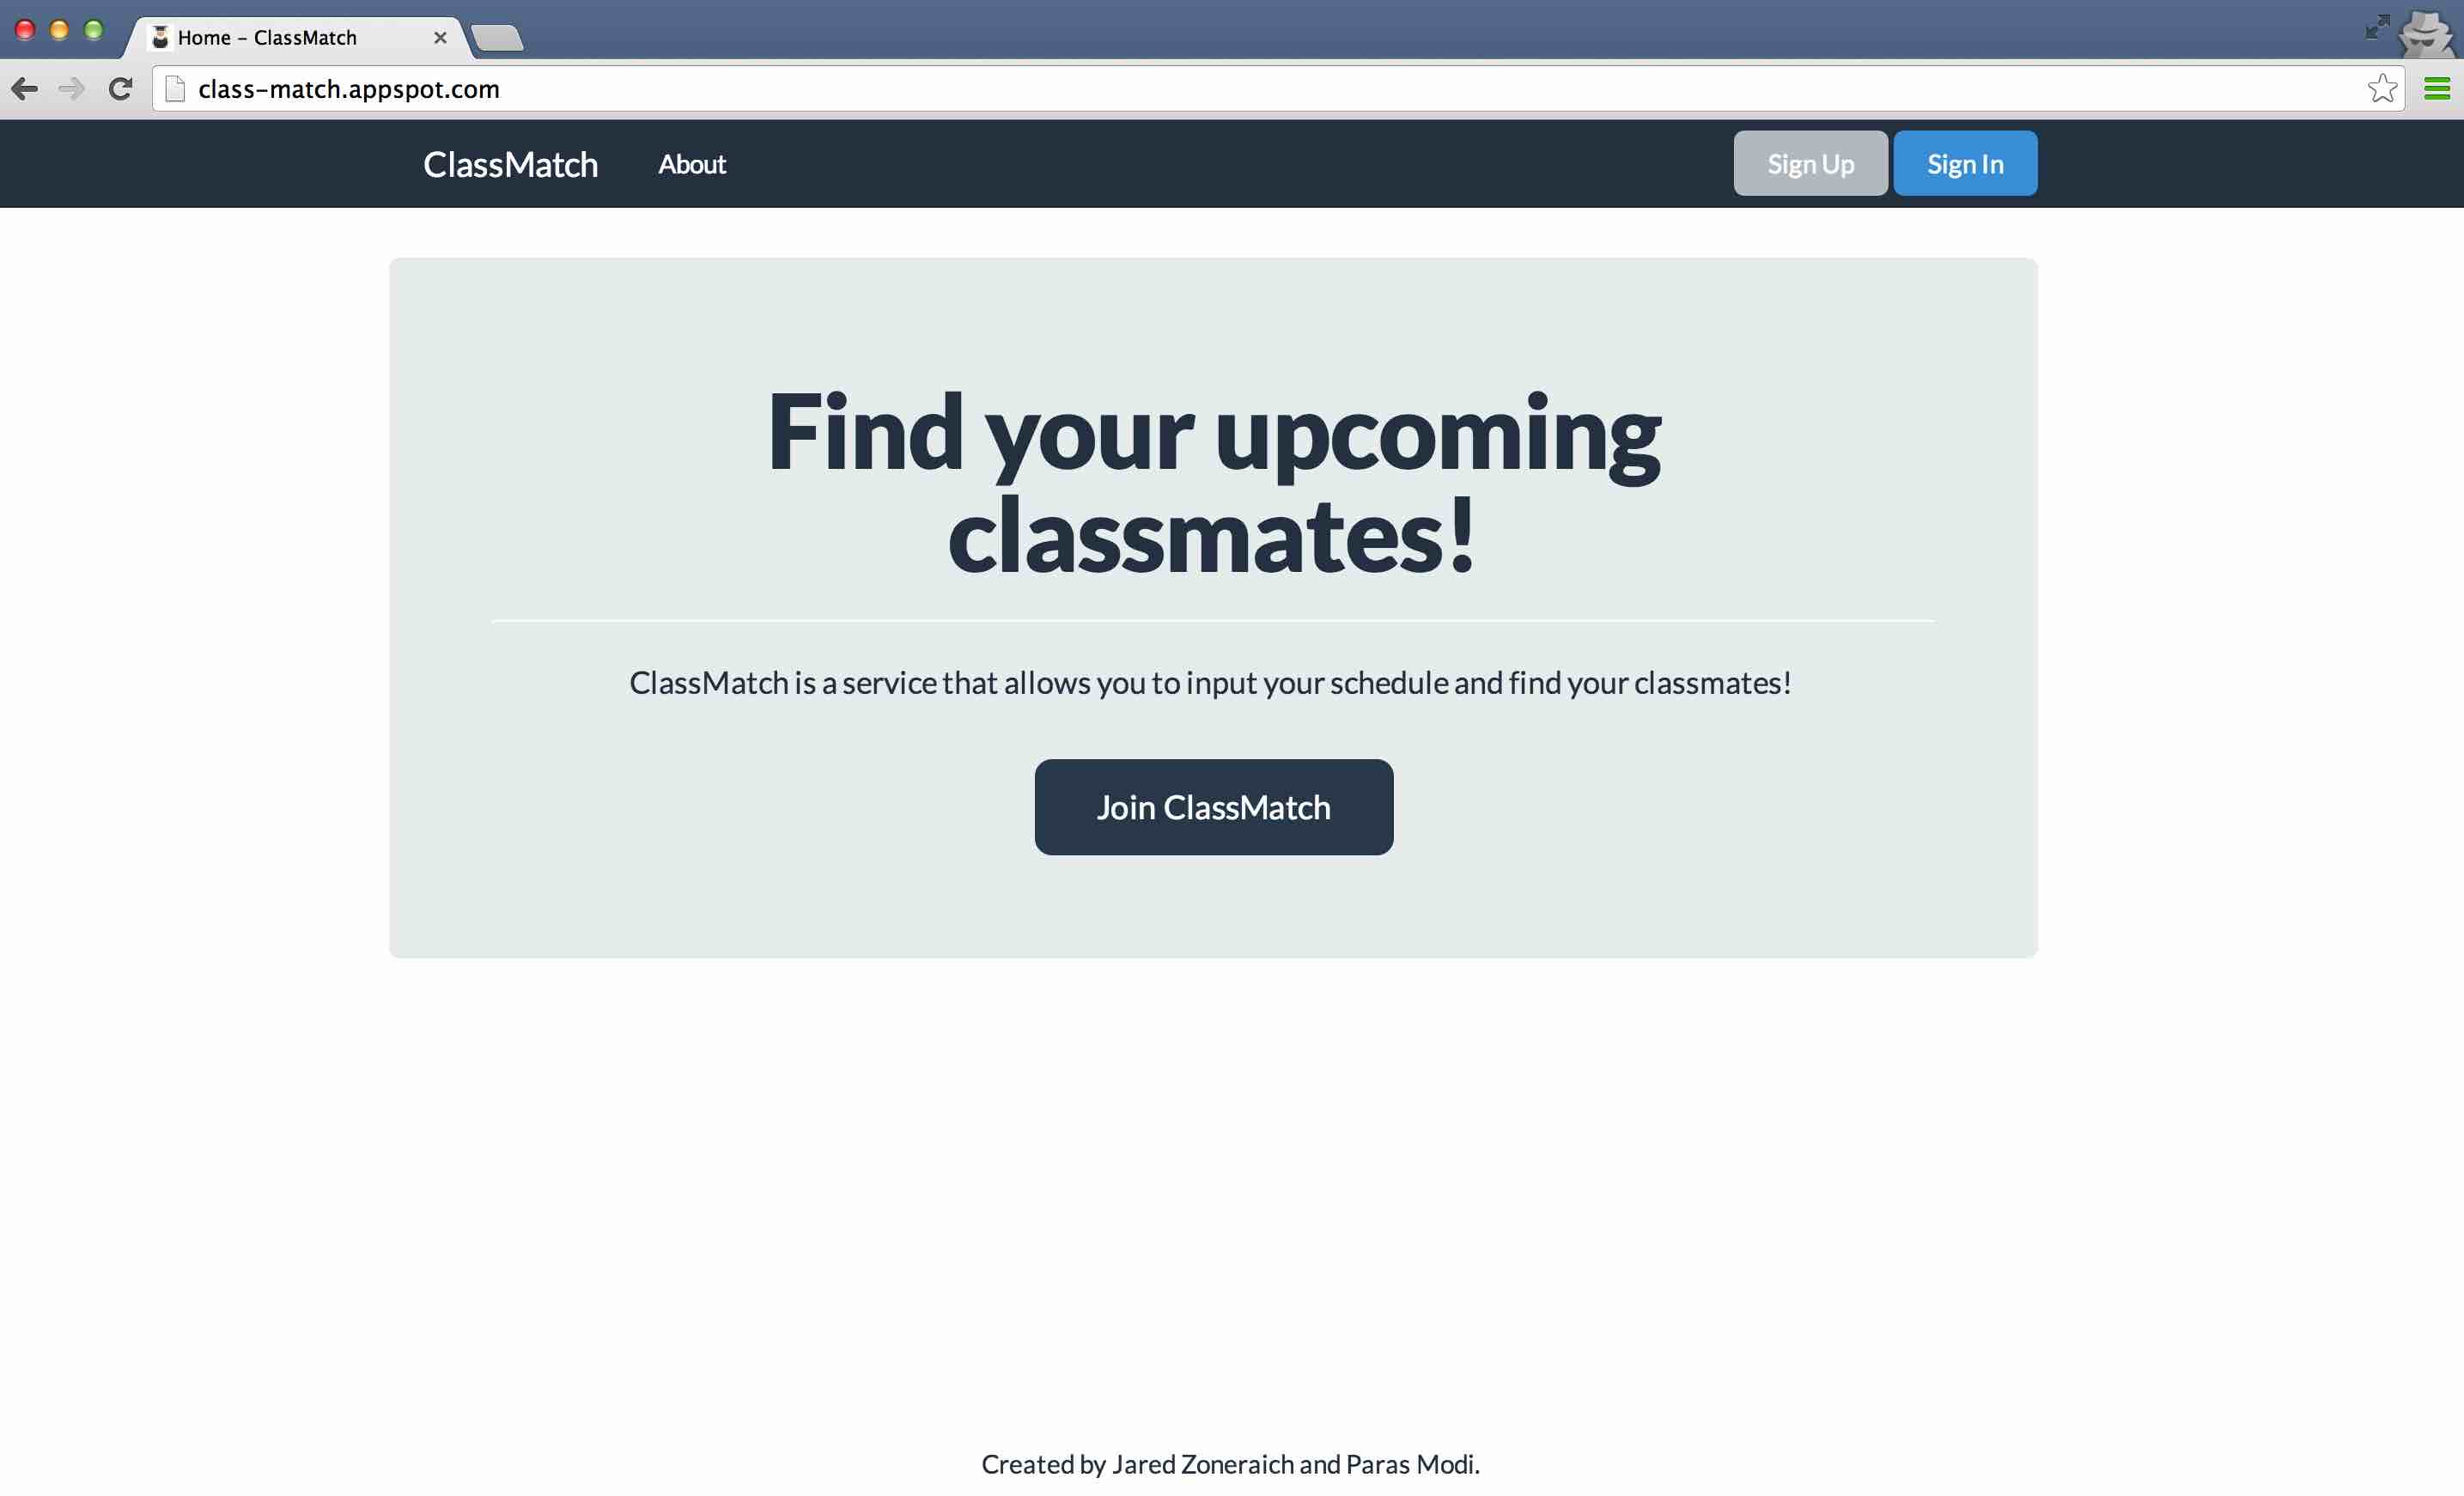 Home – ClassMatch
class-match.appspot.com
ClassMatch About Sign Up Sign In
Find your upcoming
classmates!
ClassMatch is a service that allows you to input your schedule and find your classmates!
Join ClassMatch
Created by Jared Zoneraich and Paras Modi.